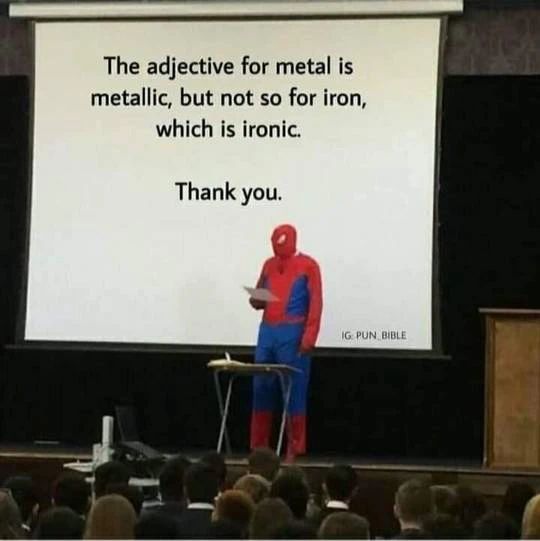 The adjective for metal is
metallic, but not so for iron,
which is ironic.
Thank you.
IG: PUN_BIBLE